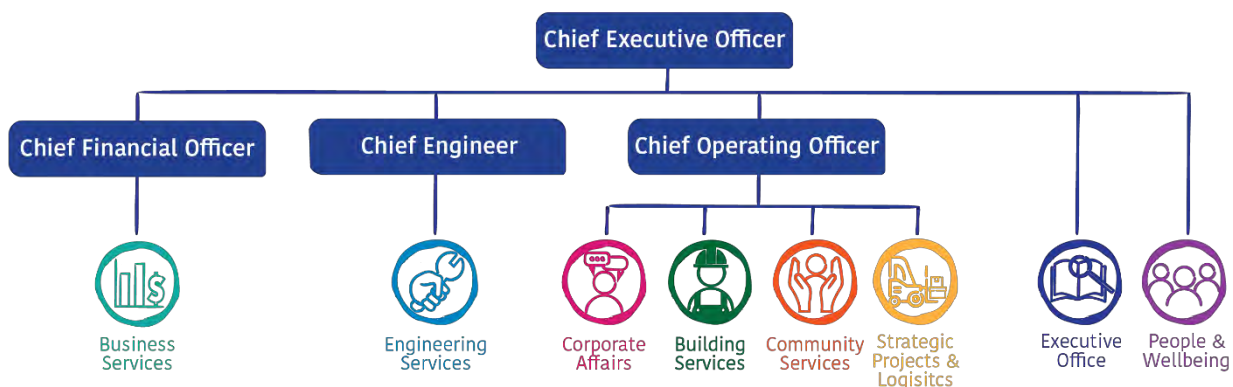 Chief Executive Officer
Chief Financial Officer
Chief Engineer
Chief Operating Officer
$
Business
Services
Engineering
Services
Corporate
Affairs
Building
Services
Community
Services
Strategic
Projects &
Logisitcs
Executive
Office
People &
Wellbeing